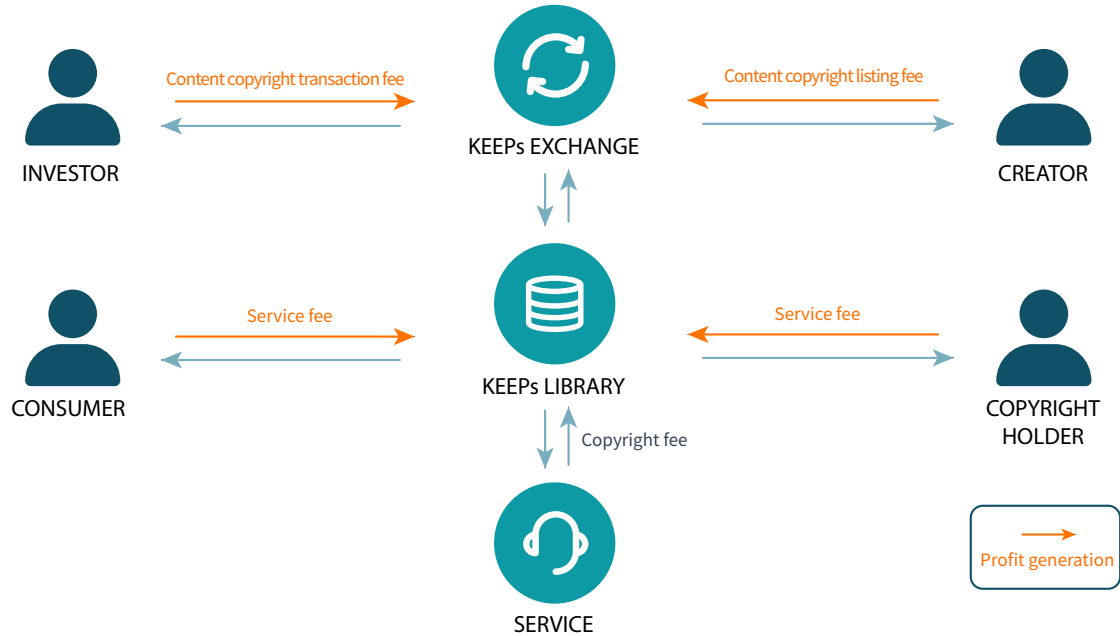 Content copyright transaction fee
Content copyright listing fee
INVESTOR
KEEPs EXCHANGE
CREATOR
Service fee
Service fee
CONSUMER
KEEPs LIBRARY
COPYRIGHT
HOLDER
Copyright fee
Profit generation
SERVICE